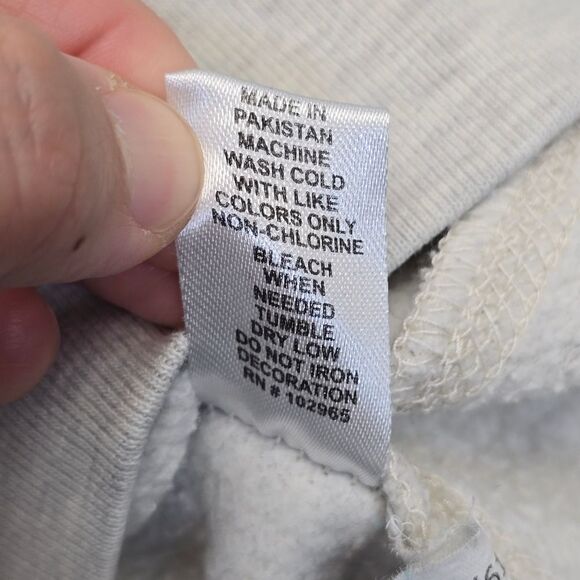 MADE IN
PAKISTAN
MACHINE
WASH COLD
WITH LIKE
COLORS ONLY
NON-CHLORINE
BLEACH
WHEN
NEEDED
TUMBLE
DRY LOW
DO NOT IRON
DECORATION
RN # 102965